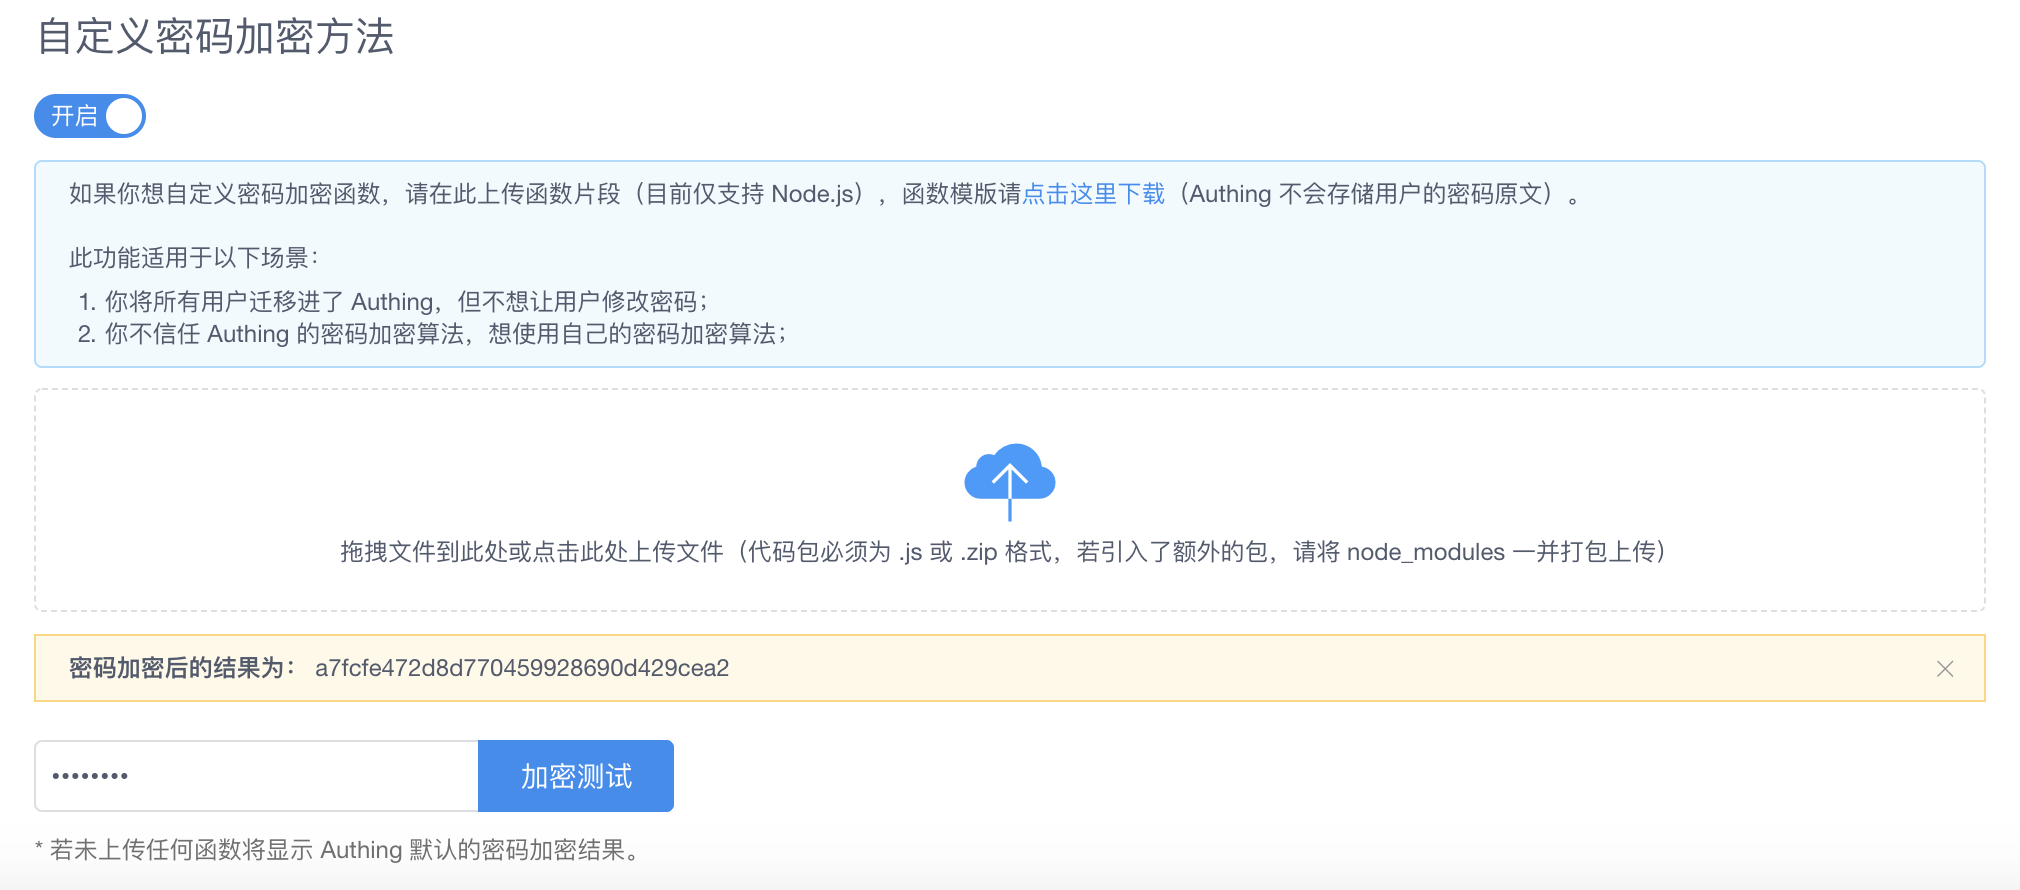 自定义密码加密方法
开启
如果你想自定义密码加密函数，请在此上传函数片段（目前仅支持 Node.js），函数模版请点击这里下载（Authing 不会存储用户的密码原文）。
此功能适用于以下场景：
1. 你将所有用户迁移进了 Authing，但不想让用户修改密码；
2. 你不信任 Authing 的密码加密算法，想使用自己的密码加密算法；
拖拽文件到此处或点击此处上传文件（代码包必须为 .js 或 .zip 格式，若引入了额外的包，请将 node_modules 一并打包上传）
密码加密后的结果为： a7fcfe472d8d770459928690d429cea2
•••••••• 加密测试
* 若未上传任何函数将显示 Authing 默认的密码加密结果。